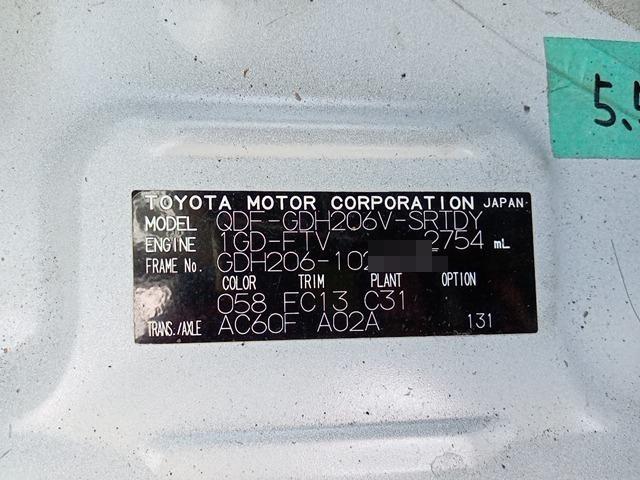 5.5
TOYOTA MOTOR CORPORATION JAPAN
MODEL QDF-GDH206V-SRTDY
ENGINE 1GD-FTV 2754 mL
FRAME No. GDH206-102
COLOR TRIM PLANT OPTION
058 FC13 C31
TRANS./AXLE AC60F A02A 131